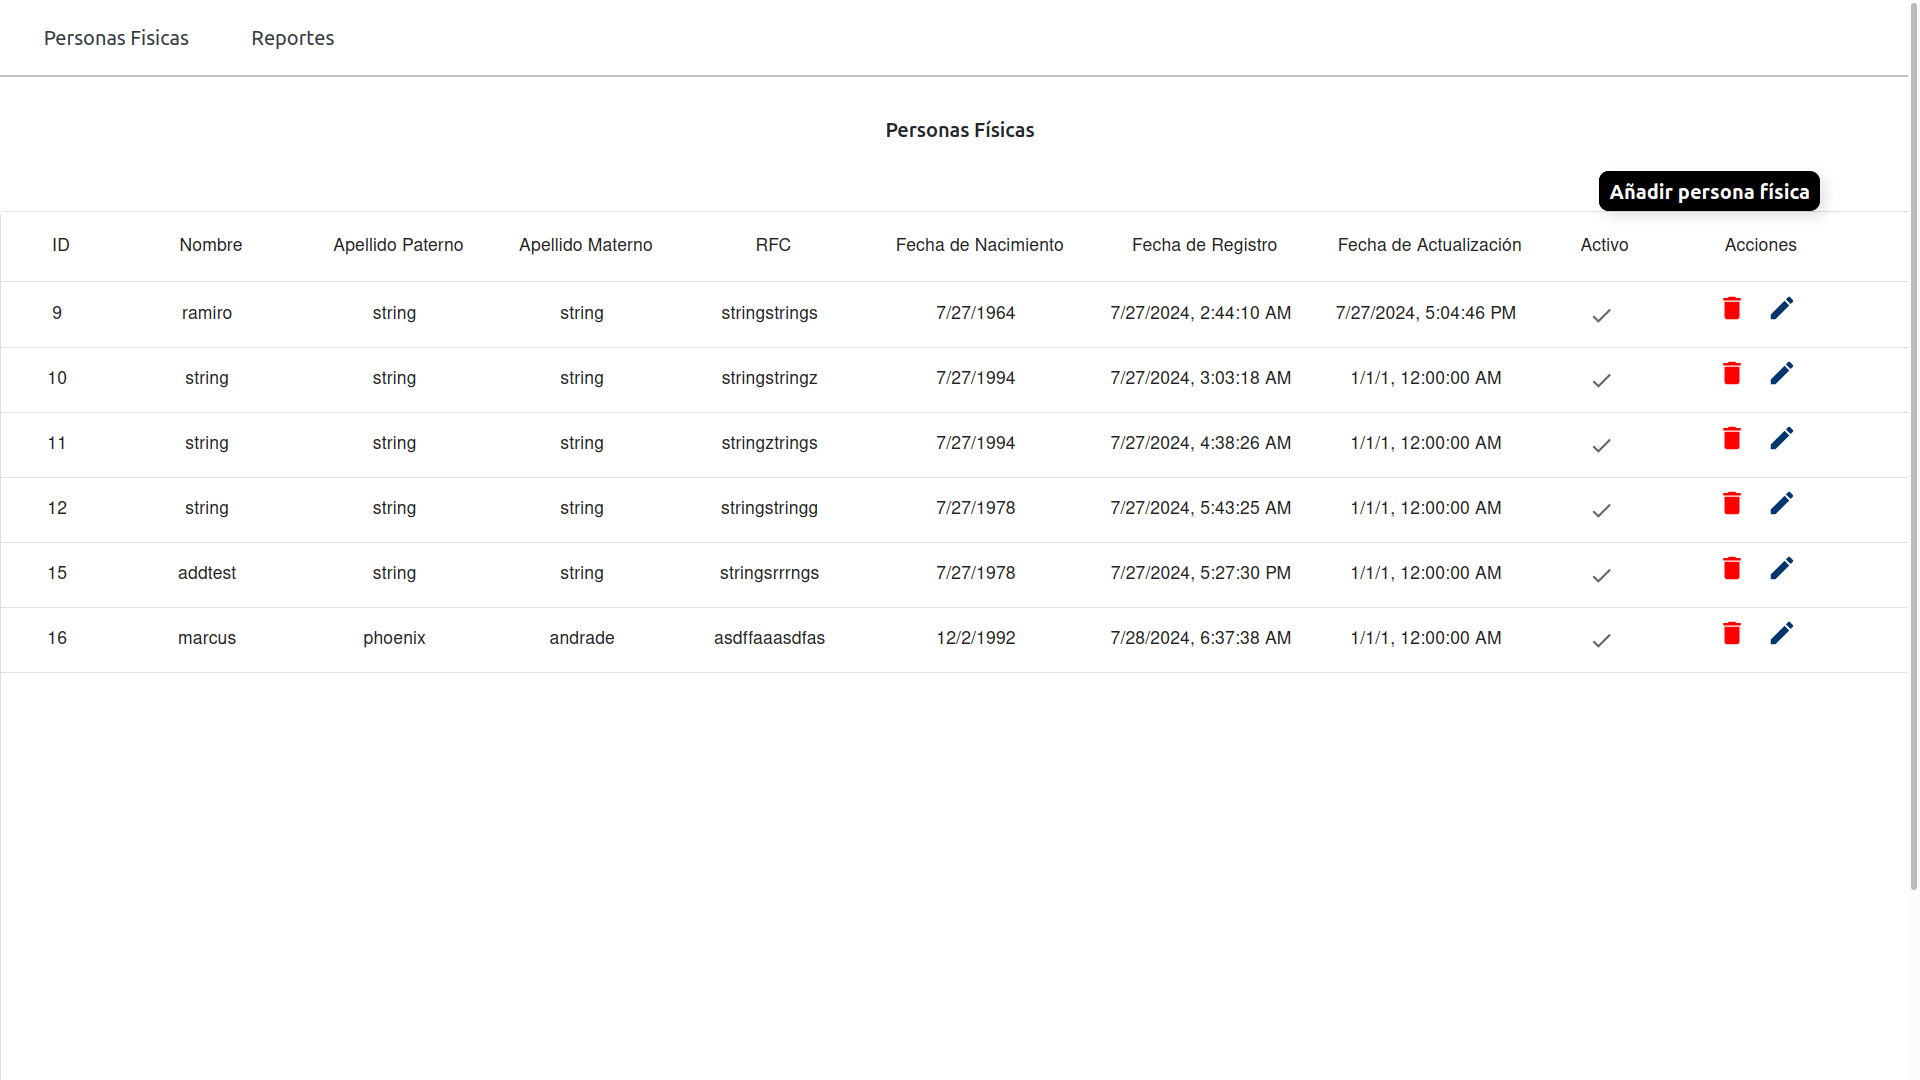 Personas Fisicas Reportes
Personas Físicas
Añadir persona física
ID Nombre Apellido Paterno Apellido Materno RFC Fecha de Nacimiento Fecha de Registro Fecha de Actualización Activo Acciones
9 ramiro string string stringstrings 7/27/1964 7/27/2024, 2:44:10 AM 7/27/2024, 5:04:46 PM
10 string string string stringstringz 7/27/1994 7/27/2024, 3:03:18 AM 1/1/1, 12:00:00 AM
11 string string string stringztrings 7/27/1994 7/27/2024, 4:38:26 AM 1/1/1, 12:00:00 AM
12 string string string stringstringg 7/27/1978 7/27/2024, 5:43:25 AM 1/1/1, 12:00:00 AM
15 addtest string string stringsrrrngs 7/27/1978 7/27/2024, 5:27:30 PM 1/1/1, 12:00:00 AM
16 marcus phoenix andrade asdffaaasdfas 12/2/1992 7/28/2024, 6:37:38 AM 1/1/1, 12:00:00 AM